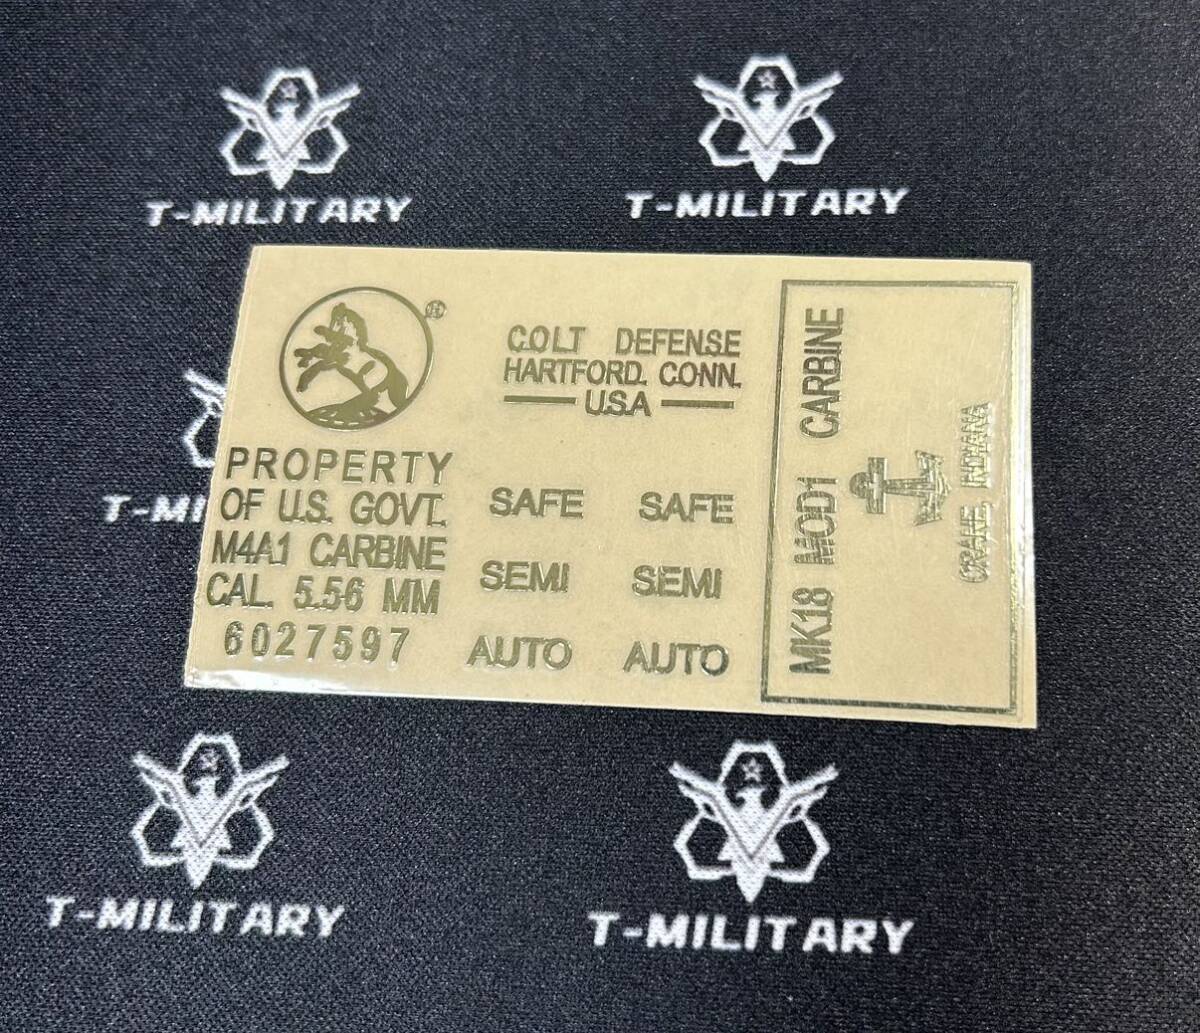 T-MILITARY
T-MILITARY
®
COLT DEFENSE
HARTFORD. CONN.
U.S.A
PROPERTY
OF U.S. GOVT.
M4A1 CARBINE
CAL. 5.56 MM
6027597
SAFE SAFE
SEMI SEMI
AUTO AUTO
MK18 MOD1 CARBINE
CRANE INDIANA
T-MI
T-MILITARY
T-MILITARY